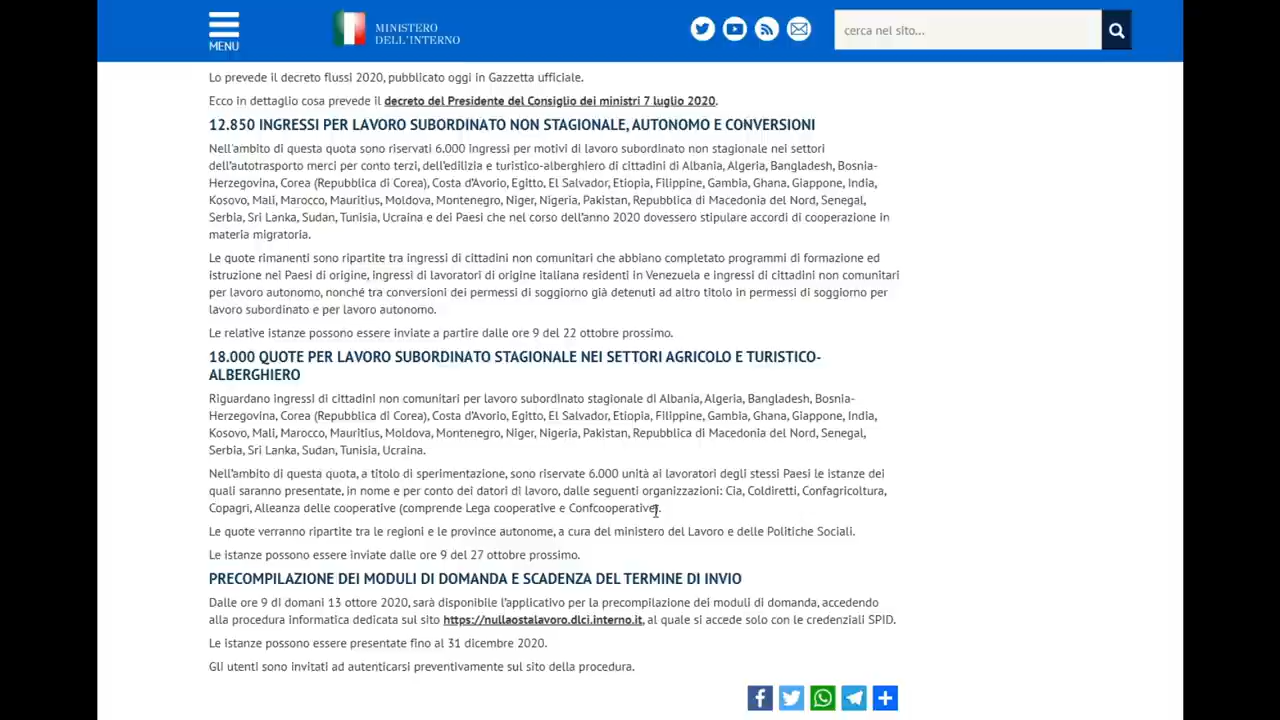 MENU
MINISTERO
DELL'INTERNO
cerca nel sito...
Lo prevede il decreto flussi 2020, pubblicato oggi in Gazzetta ufficiale.
Ecco in dettaglio cosa prevede il decreto del Presidente del Consiglio dei ministri 7 luglio 2020.
12.850 INGRESSI PER LAVORO SUBORDINATO NON STAGIONALE, AUTONOMO E CONVERSIONI
Nell'ambito di questa quota sono riservati 6.000 ingressi per motivi di lavoro subordinato non stagionale nei settori
dell'autotrasporto merci per conto terzi, dell'edilizia e turistico-alberghiero di cittadini di Albania, Algeria, Bangladesh, Bosnia-
Herzegovina, Corea (Repubblica di Corea), Costa d'Avorio, Egitto, El Salvador, Etiopia, Filippine, Gambia, Ghana, Giappone, India,
Kosovo, Mali, Marocco, Mauritius, Moldova, Montenegro, Niger, Nigeria, Pakistan, Repubblica di Macedonia del Nord, Senegal,
Serbia, Sri Lanka, Sudan, Tunisia, Ucraina e dei Paesi che nel corso dell'anno 2020 dovessero stipulare accordi di cooperazione in
materia migratoria.
Le quote rimanenti sono ripartite tra ingressi di cittadini non comunitari che abbiano completato programmi di formazione ed
istruzione nei Paesi di origine, ingressi di lavoratori di origine italiana residenti in Venezuela e ingressi di cittadini non comunitari
per lavoro autonomo, nonché tra conversioni dei permessi di soggiorno già detenuti ad altro titolo in permessi di soggiorno per
lavoro subordinato e per lavoro autonomo.
Le relative istanze possono essere inviate a partire dalle ore 9 del 22 ottobre prossimo.
18.000 QUOTE PER LAVORO SUBORDINATO STAGIONALE NEI SETTORI AGRICOLO E TURISTICO-
ALBERGHIERO
Riguardano ingressi di cittadini non comunitari per lavoro subordinato stagionale di Albania, Algeria, Bangladesh, Bosnia-
Herzegovina, Corea (Repubblica di Corea), Costa d'Avorio, Egitto, El Salvador, Etiopia, Filippine, Gambia, Ghana, Giappone, India,
Kosovo, Mali, Marocco, Mauritius, Moldova, Montenegro, Niger, Nigeria, Pakistan, Repubblica di Macedonia del Nord, Senegal,
Serbia, Sri Lanka, Sudan, Tunisia, Ucraina.
Nell'ambito di questa quota, a titolo di sperimentazione, sono riservate 6.000 unità ai lavoratori degli stessi Paesi le istanze dei
quali saranno presentate, in nome e per conto dei datori di lavoro, dalle seguenti organizzazioni: Cia, Coldiretti, Confagricoltura,
Copagri, Alleanza delle cooperative (comprende Lega cooperative e Confcooperative).
Le quote verranno ripartite tra le regioni e le province autonome, a cura del ministero del Lavoro e delle Politiche Sociali.
Le istanze possono essere inviate dalle ore 9 del 27 ottobre prossimo.
PRECOMPILAZIONE DEI MODULI DI DOMANDA E SCADENZA DEL TERMINE DI INVIO
Dalle ore 9 di domani 13 ottore 2020, sarà disponibile l'applicativo per la precompilazione dei moduli di domanda, accedendo
alla procedura informatica dedicata sul sito https://nullaostalavoro.dlci.interno.it, al quale si accede solo con le credenziali SPID.
Le istanze possono essere presentate fino al 31 dicembre 2020.
Gli utenti sono invitati ad autenticarsi preventivamente sul sito della procedura.